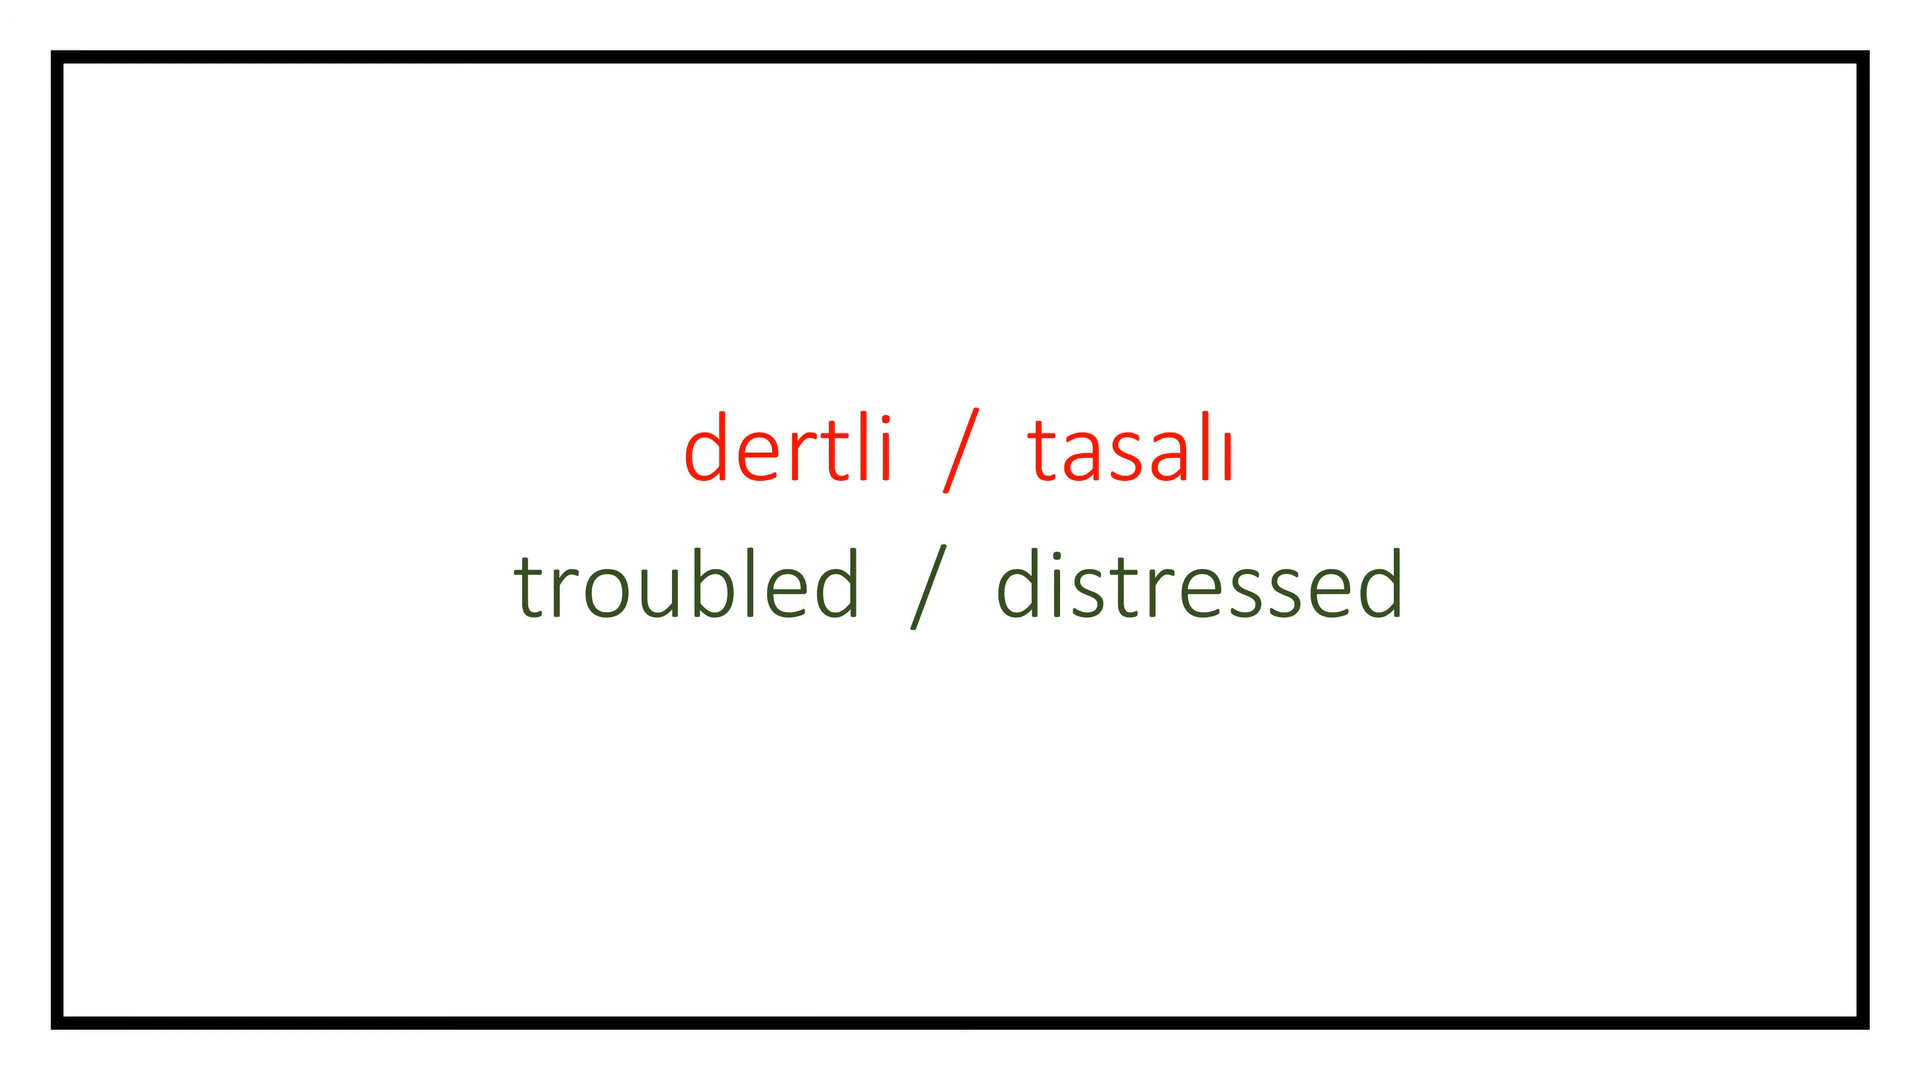 dertli / tasalı
troubled / distressed